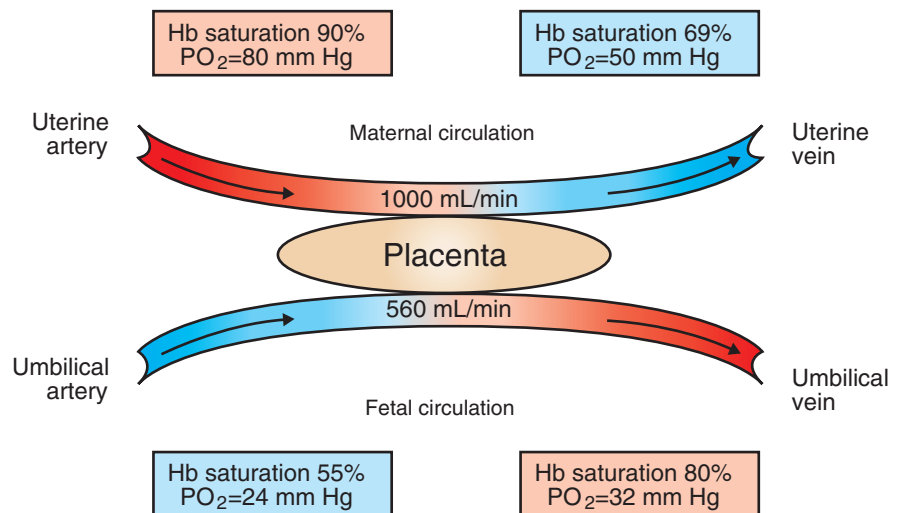 Hb saturation 90%
PO₂=80 mm Hg
Hb saturation 69%
PO₂=50 mm Hg
Uterine
artery
Maternal circulation
Uterine
vein
1000 mL/min
Placenta
560 mL/min
Umbilical
artery
Umbilical
vein
Fetal circulation
Hb saturation 55%
PO₂=24 mm Hg
Hb saturation 80%
PO₂=32 mm Hg